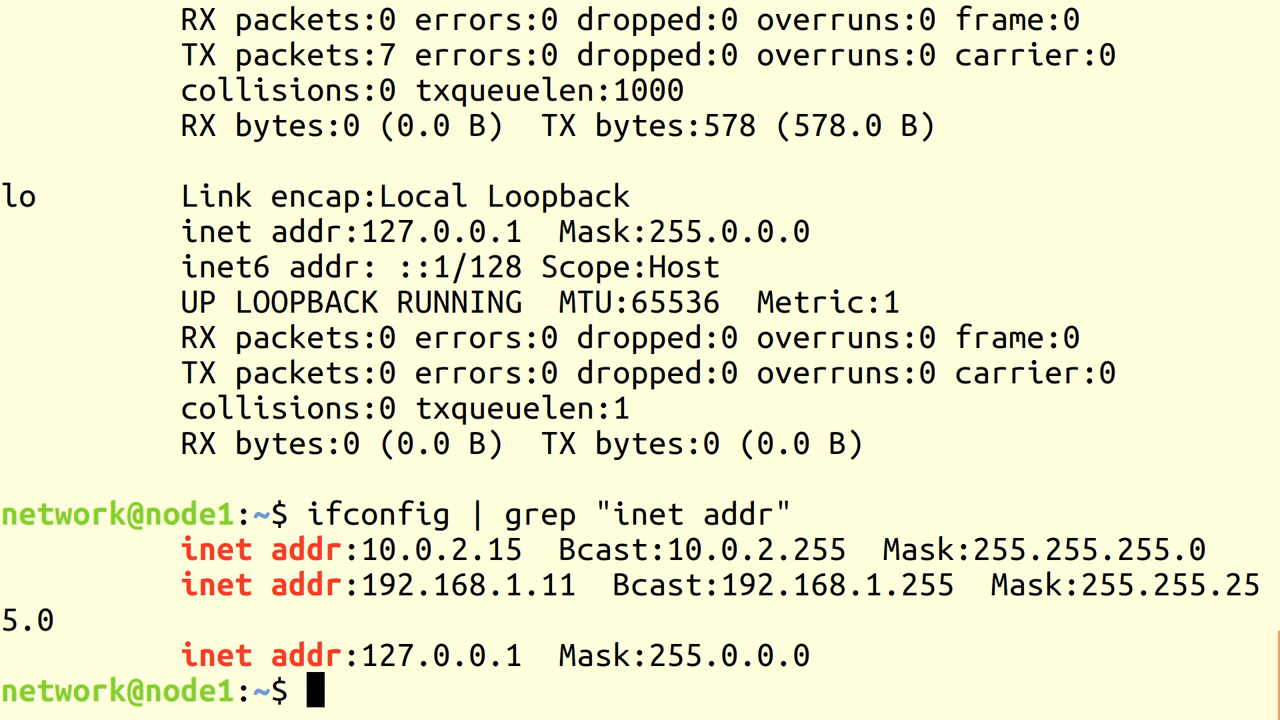 RX packets:0 errors:0 dropped:0 overruns:0 frame:0
TX packets:7 errors:0 dropped:0 overruns:0 carrier:0
collisions:0 txqueuelen:1000
RX bytes:0 (0.0 B)  TX bytes:578 (578.0 B)
lo        Link encap:Local Loopback
inet addr:127.0.0.1  Mask:255.0.0.0
inet6 addr: ::1/128 Scope:Host
UP LOOPBACK RUNNING  MTU:65536  Metric:1
RX packets:0 errors:0 dropped:0 overruns:0 frame:0
TX packets:0 errors:0 dropped:0 overruns:0 carrier:0
collisions:0 txqueuelen:1
RX bytes:0 (0.0 B)  TX bytes:0 (0.0 B)
network@node1:~$ ifconfig | grep "inet addr"
inet addr:10.0.2.15  Bcast:10.0.2.255  Mask:255.255.255.0
inet addr:192.168.1.11  Bcast:192.168.1.255  Mask:255.255.25
5.0
inet addr:127.0.0.1  Mask:255.0.0.0
network@node1:~$